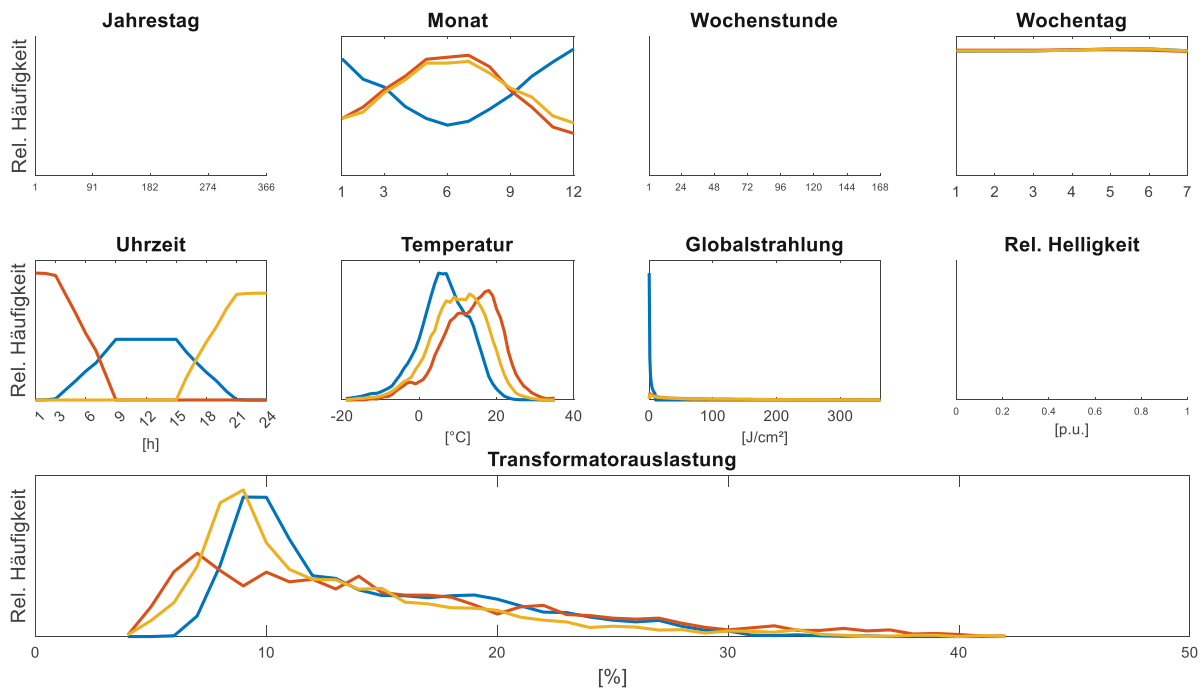 Jahrestag
Monat
Wochenstunde
Wochentag
Rel. Häufigkeit
1 91 182 274 366
1 3 6 9 12
1 24 48 72 96 120 144 168
1 2 3 4 5 6 7
Uhrzeit
Temperatur
Globalstrahlung
Rel. Helligkeit
Rel. Häufigkeit
1 3 6 9 12 15 18 21 24
[h]
-20 0 20 40
[°C]
0 100 200 300
[J/cm²]
0 0.2 0.4 0.6 0.8 1
[p.u.]
Transformatorauslastung
Rel. Häufigkeit
0 10 20 30 40 50
[%]